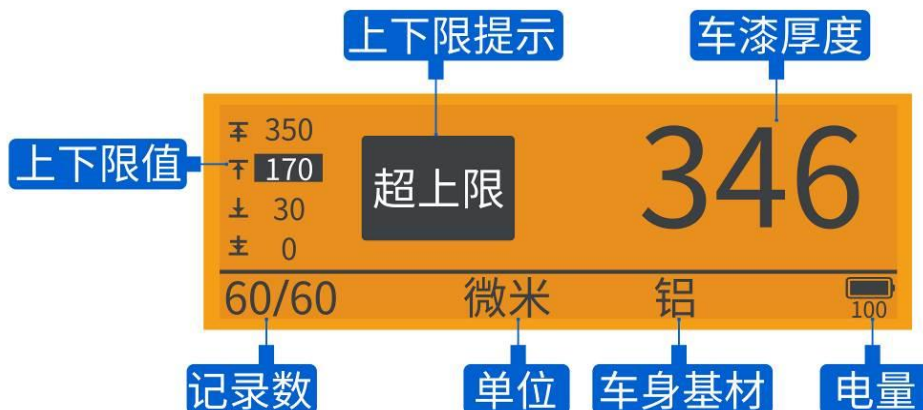 上下限提示
车漆厚度
350
上下限值
170
超上限
346
30
0
60/60
微米
铝
100
记录数
单位
车身基材
电量